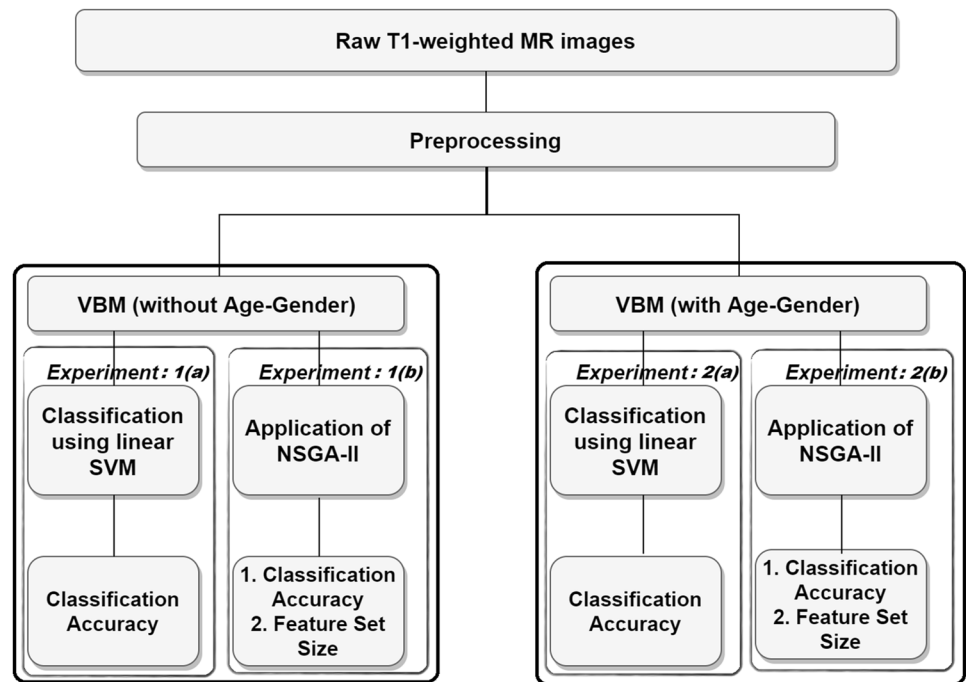 Raw T1-weighted MR images
Preprocessing
VBM (without Age-Gender)
Experiment: 1(a)
Classification
using linear
SVM
Classification
Accuracy
Experiment: 1(b)
Application of
NSGA-II
1. Classification
Accuracy
2. Feature Set
Size
VBM (with Age-Gender)
Experiment: 2(a)
Classification
using linear
SVM
Classification
Accuracy
Experiment: 2(b)
Application of
NSGA-II
1. Classification
Accuracy
2. Feature Set
Size